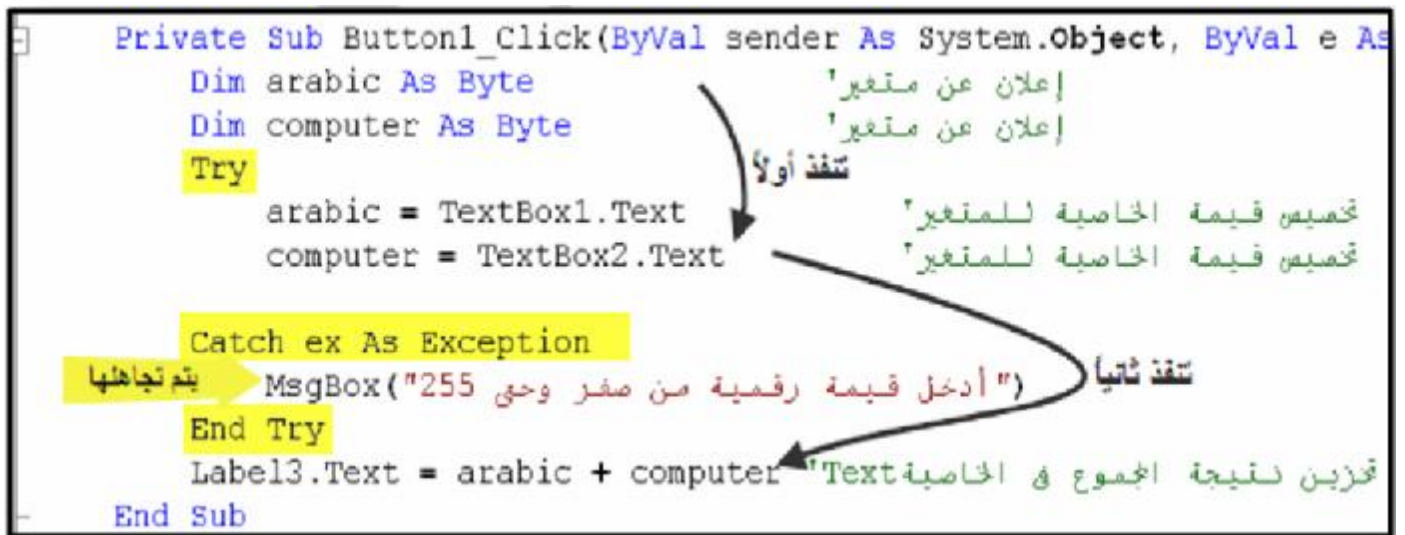 Private Sub Button1_Click(ByVal sender As System.Object, ByVal e As
Dim arabic As Byte 'إعلان عن متغير
Dim computer As Byte 'إعلان عن متغير
Try
تنفذ أولاً
arabic = TextBox1.Text 'تخصيص قيمة الخاصية للمتغير
computer = TextBox2.Text 'تخصيص قيمة الخاصية للمتغير
Catch ex As Exception
يتم تجاهلها
MsgBox("أدخل قيمة رقمية من صفر وحتى 255")
تنفذ ثانياً
End Try
Label3.Text = arabic + computer 'Text تخزين نتيجة المجموع في الخاصية
End Sub